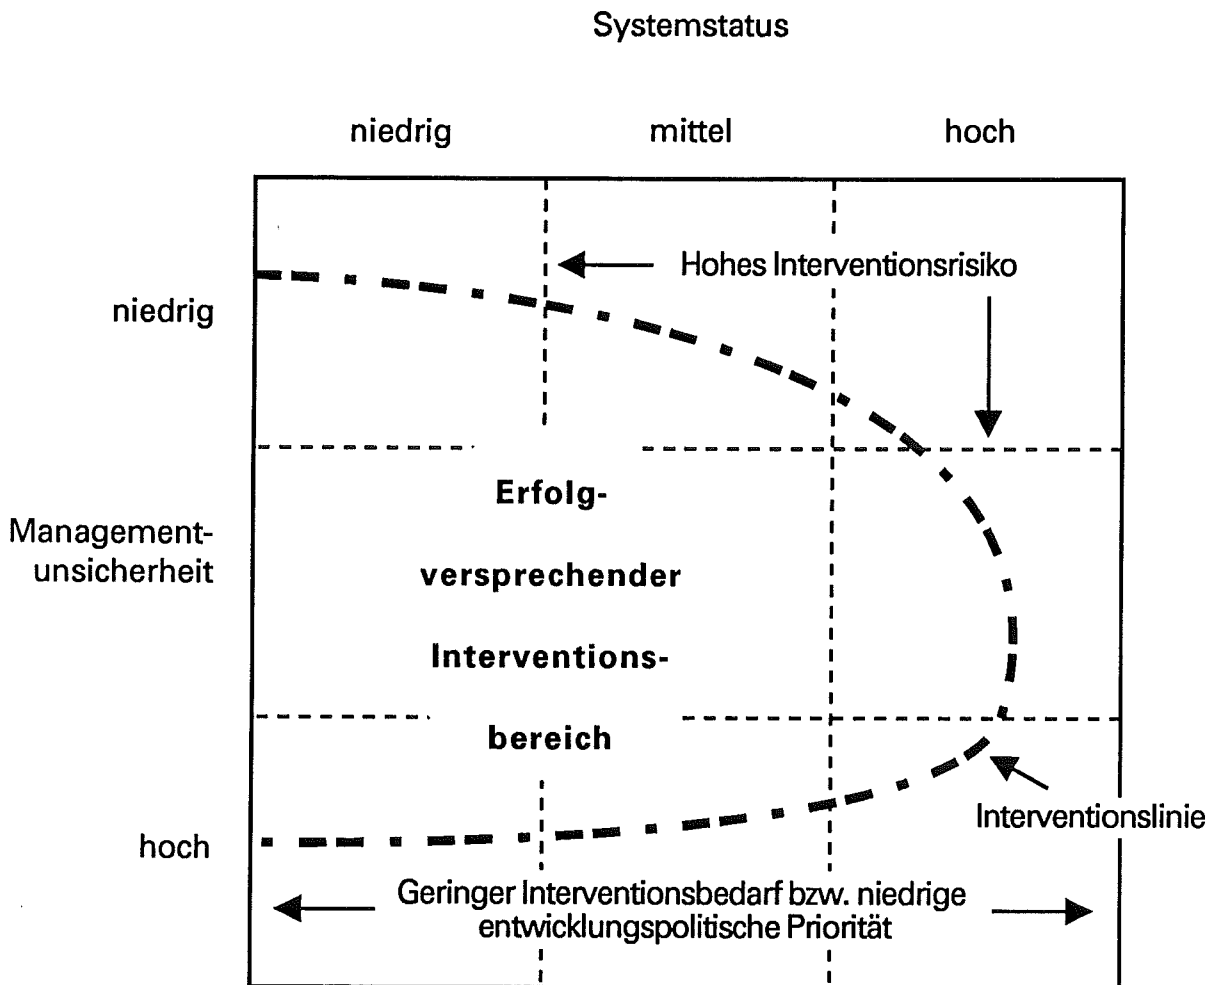 Systemstatus
niedrig mittel hoch
Hohes Interventionsrisiko
niedrig
Erfolg-
Management-
unsicherheit
versprechender
Interventions-
bereich
Interventionslinie
hoch
Geringer Interventionsbedarf bzw. niedrige
entwicklungspolitische Priorität